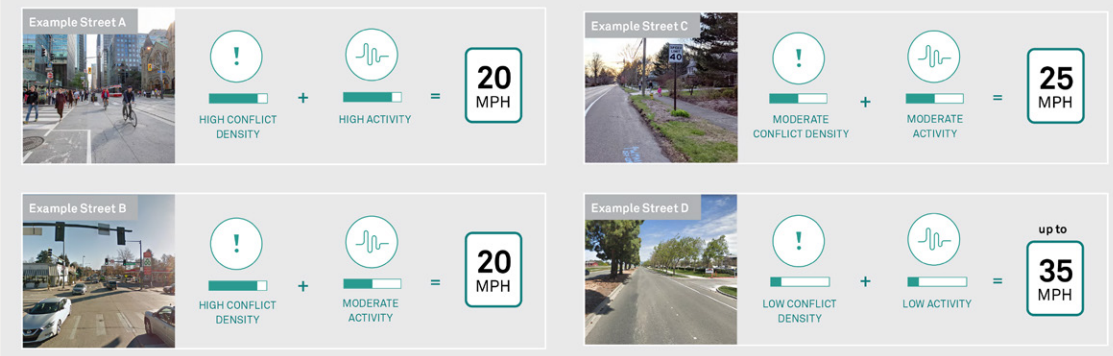 Example Street A
!
+
=
20
MPH
HIGH CONFLICT
DENSITY
HIGH ACTIVITY
Example Street C
SPEED
LIMIT
40
!
+
=
25
MPH
MODERATE
CONFLICT DENSITY
MODERATE
ACTIVITY
Example Street B
!
+
=
20
MPH
HIGH CONFLICT
DENSITY
MODERATE
ACTIVITY
Example Street D
!
+
=
up to
35
MPH
LOW CONFLICT
DENSITY
LOW ACTIVITY